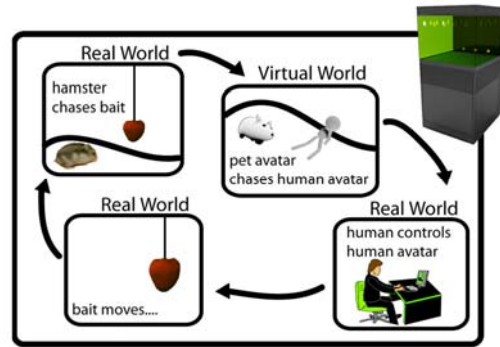 Real World
hamster
chases bait
Virtual World
pet avatar
chases human avatar
Real World
human controls
human avatar
Real World
bait moves....